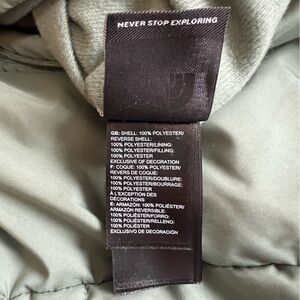 NEVER STOP EXPLORING
GB: SHELL: 100% POLYESTER/
REVERSE SHELL:
100% POLYESTER/LINING:
100% POLYESTER/FILLING:
100% POLYESTER
EXCLUSIVE OF DECORATION
F: COQUE: 100% POLYESTER/
REVERS DE COQUE:
100% POLYESTER/DOUBLURE:
100% POLYESTER/BOURRAGE:
100% POLYESTER
À L'EXCEPTION DES
DÉCORATIONS
E: ARMAZÓN: 100% POLIÉSTER/
ARMAZÓN REVERSIBLE:
100% POLIÉSTER/FORRO:
100% POLIÉSTER/RELLENO:
100% POLIÉSTER
EXCLUSIVO DE DECORACIÓN